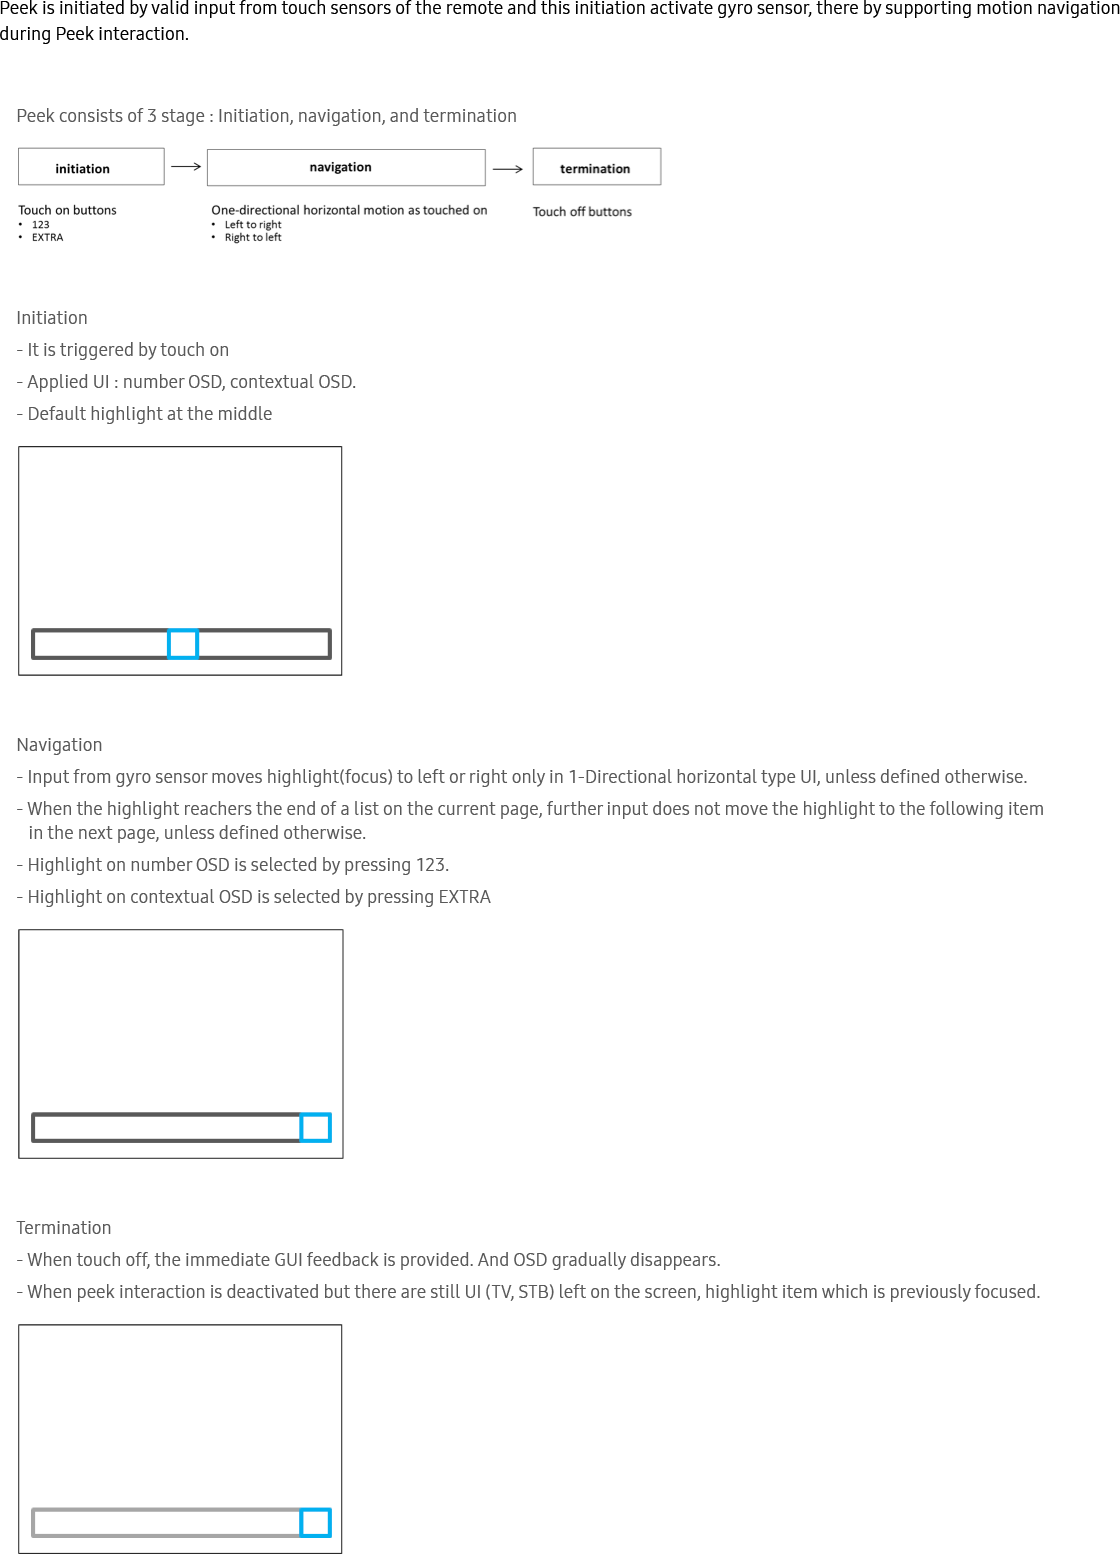 Peek is initiated by valid input from touch sensors of the remote and this initiation activate gyro sensor, there by supporting motion navigation
during Peek interaction.
Peek consists of 3 stage : Initiation, navigation, and termination
initiation
navigation
termination
Touch on buttons
• 123
• EXTRA
One-directional horizontal motion as touched on
• Left to right
• Right to left
Touch off buttons
Initiation
- It is triggered by touch on
- Applied UI : number OSD, contextual OSD.
- Default highlight at the middle
Navigation
- Input from gyro sensor moves highlight(focus) to left or right only in 1-Directional horizontal type UI, unless defined otherwise.
- When the highlight reachers the end of a list on the current page, further input does not move the highlight to the following item
in the next page, unless defined otherwise.
- Highlight on number OSD is selected by pressing 123.
- Highlight on contextual OSD is selected by pressing EXTRA
Termination
- When touch off, the immediate GUI feedback is provided. And OSD gradually disappears.
- When peek interaction is deactivated but there are still UI (TV, STB) left on the screen, highlight item which is previously focused.